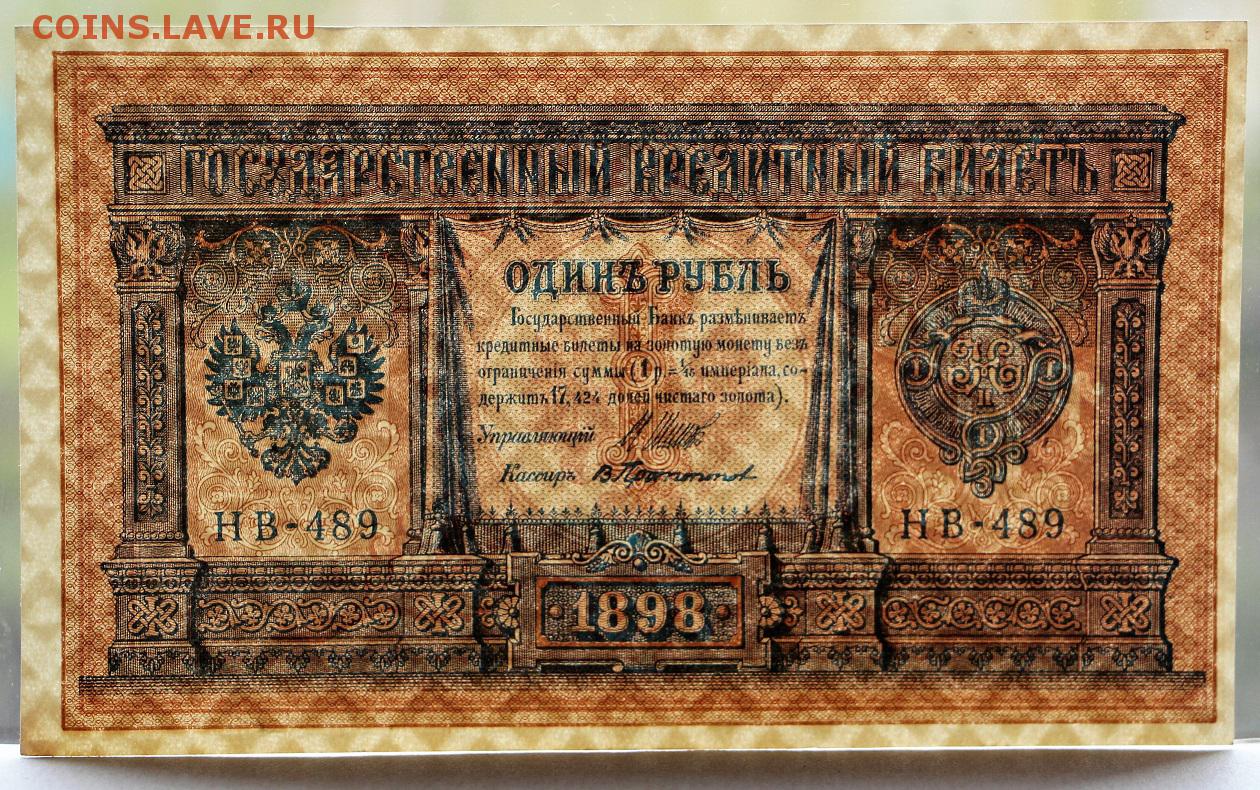 COINS.LAVE.RU
ГОСУДАРСТВЕННЫЙ КРЕДИТНЫЙ БИЛЕТЪ
ОДИНЪ РУБЛЬ
Государственный Банкъ размѣниваетъ
кредитные билеты на золотую монету безъ
ограниченія суммы (1 р. = 1/15 имперіала, со-
держитъ 17,424 долей чистаго золота).
Управляющій
Кассиръ
НВ-489
НВ-489
1898